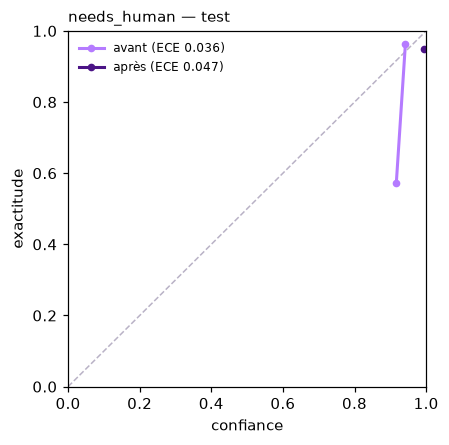 needs_human — test
avant (ECE 0.036)
après (ECE 0.047)
1.0
0.8
0.6
0.4
0.2
0.0
exactitude
0.0 0.2 0.4 0.6 0.8 1.0
confiance